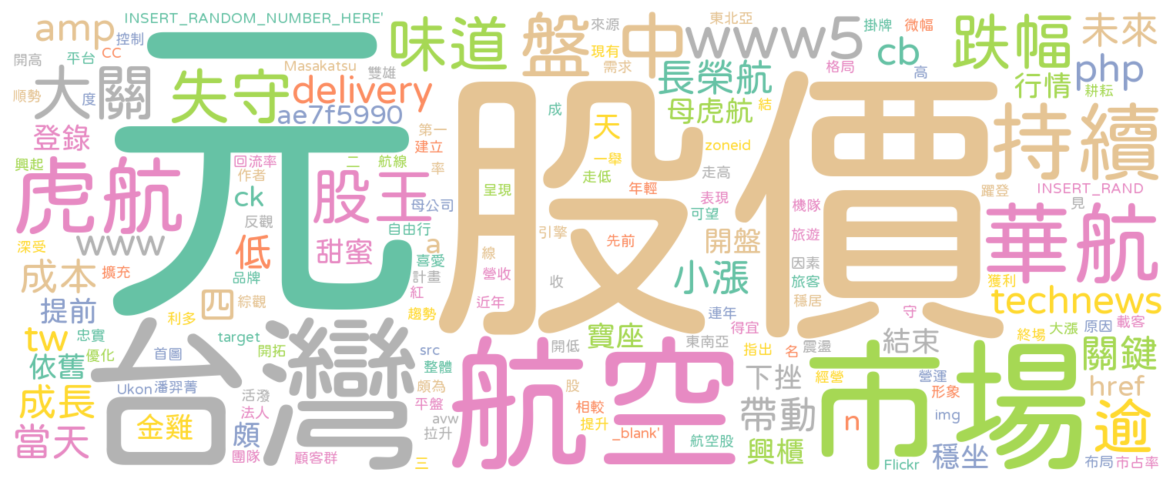 INSERT_RANDOM_NUMBER_HERE'
amp
控制
CC
開高
平台
順勢
度
大關
失守
元
味道
delivery
ae7f5990
Masakatsu
雙雄
盤中
來源
現有
需求
www5
東北亞
掛牌
微幅
cb
格局
高
跌幅
行情
未來
php
耕耘
長榮航
母虎航
結
持續
登錄
興起
虎航
深受
回流率
作者
ck
反觀
二
航線
第一
建立
率
股王
母公司
甜蜜
自由行
成
天
一舉
走低
呈現
年輕
引擎
先前
股價
zoneid
走高
表現
可望
開盤
小漲
機隊
旅遊
因素
旅客
穩居
躍登
INSERT_RAND
見
華航
獲利
technews
www
低
品牌
綜觀
四
a
喜愛
計畫
紅
趨勢
線
營收
近年
收
成本
擴充
提前
利多
tw
忠實
優化
依舊
首圖
target
開拓
src
整體
開低
寶座
東南亞
連年
得宜
守
指出
名
震盪
結束
終場
大漲
原因
載客
關鍵
成長
Ukon
潘羿菁
活潑
法人
台灣
頗為
平盤
avw
拉升
三
航空
股
相較
提升
_blank'
航空股
下挫
帶動
興櫃
經營
營運
形象
n
img
Flickr
市場
href
逾
穩坐
布局
市占率
當天
金雞
頗
團隊
顧客群